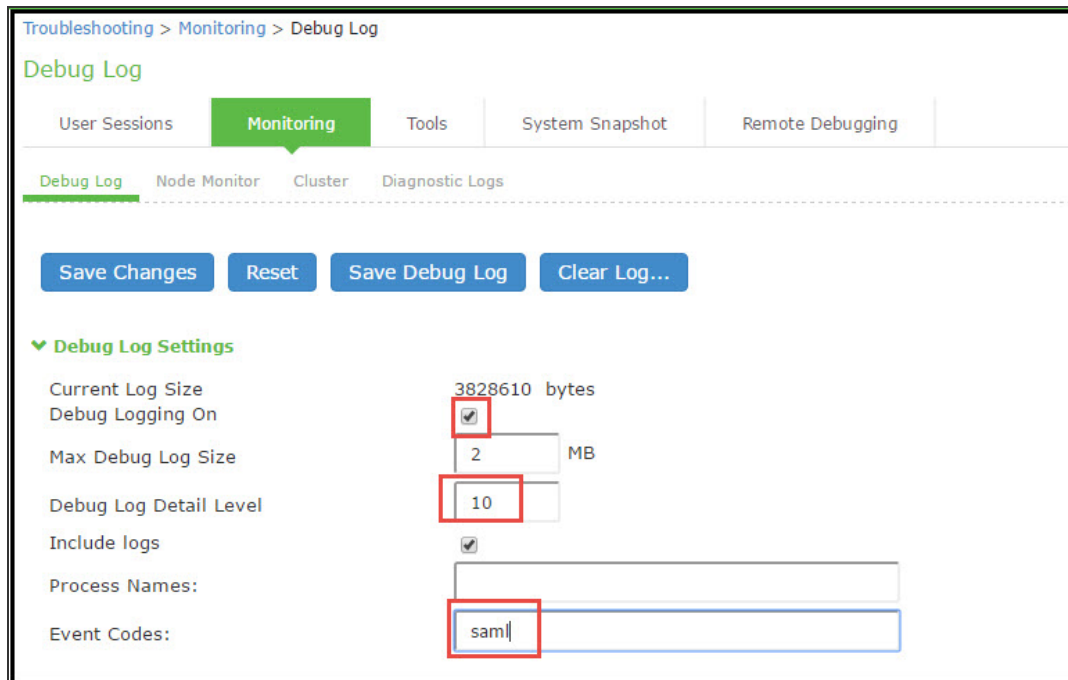 Troubleshooting > Monitoring > Debug Log
Debug Log
User Sessions Monitoring Tools System Snapshot Remote Debugging
Debug Log Node Monitor Cluster Diagnostic Logs
Save Changes Reset Save Debug Log Clear Log...
Debug Log Settings
Current Log Size 3828610 bytes
Debug Logging On
Max Debug Log Size 2 MB
Debug Log Detail Level 10
Include logs
Process Names:
Event Codes: saml